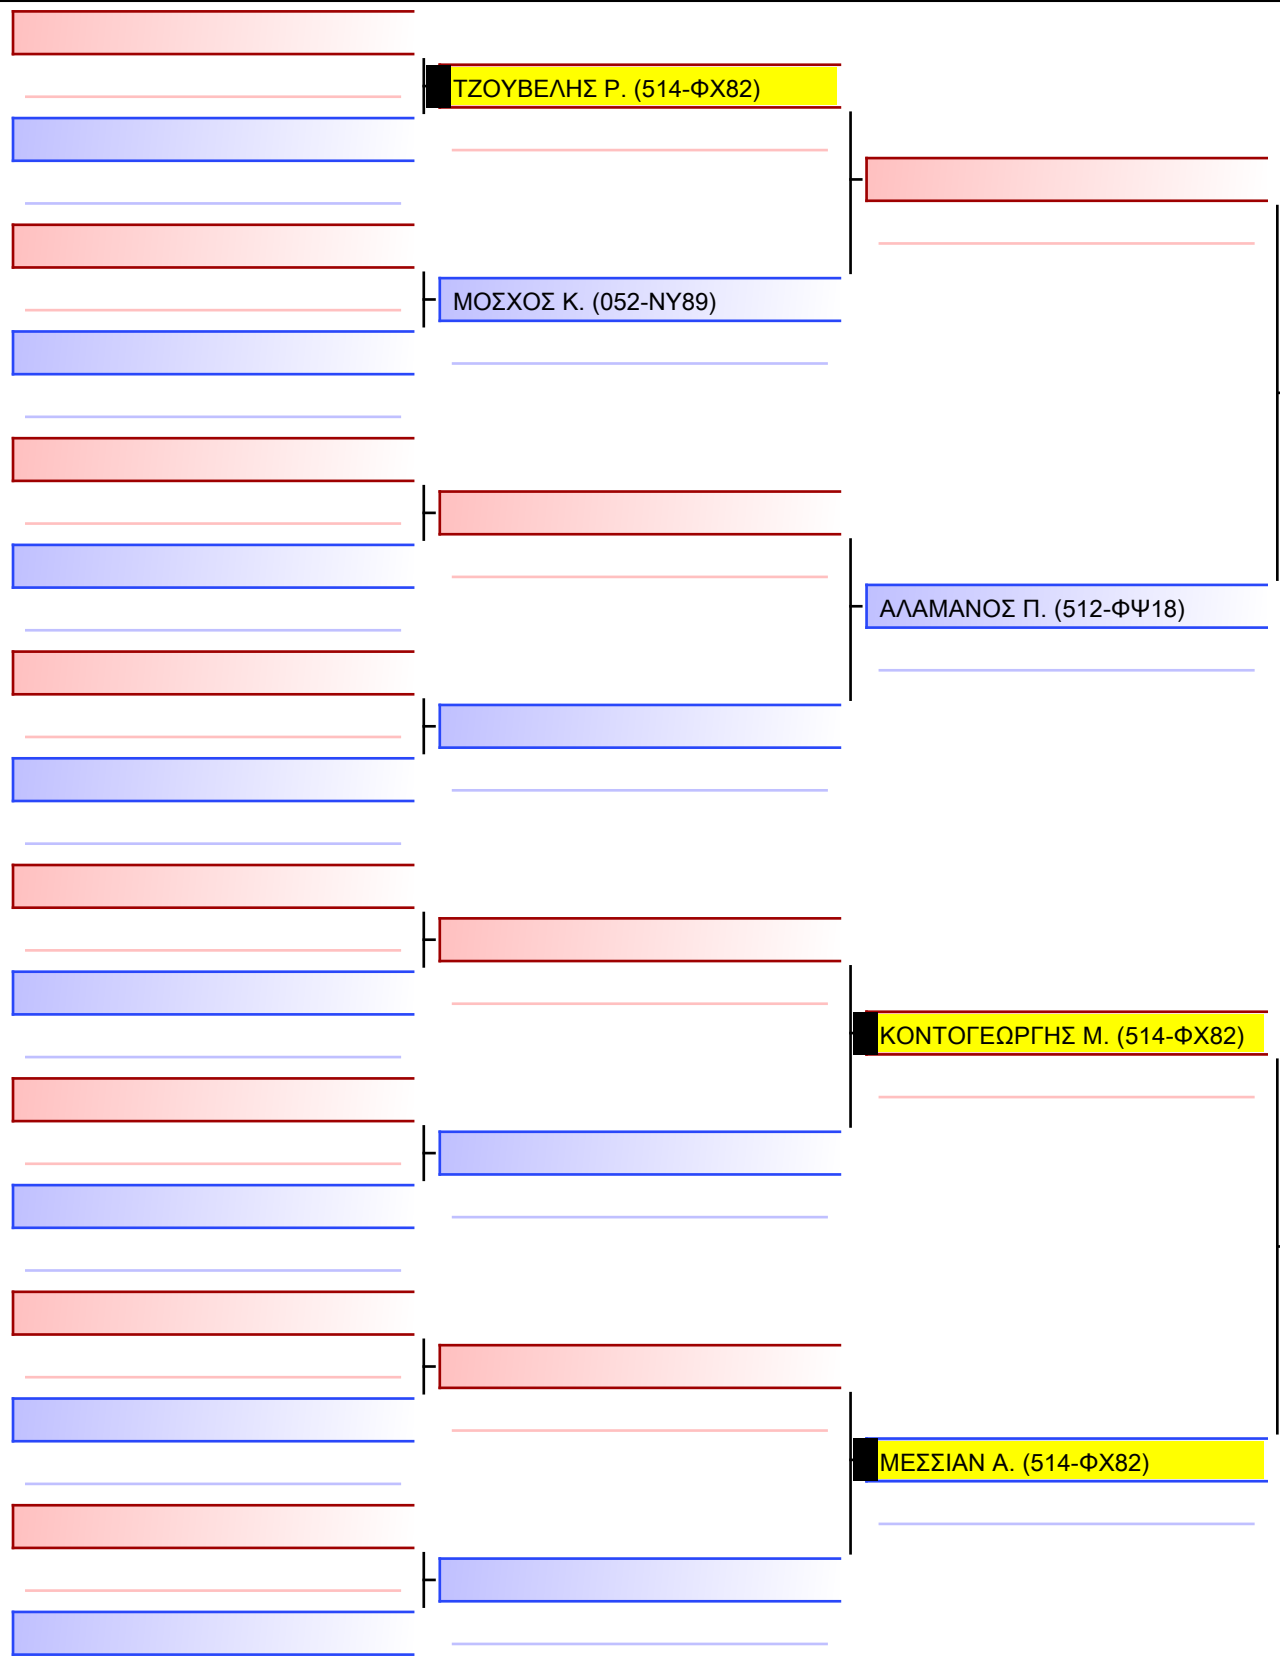 ΤΖΟΥΒΕΛΗΣ Ρ. (514-ΦΧ82)
ΜΟΣΧΟΣ Κ. (052-ΝΥ89)
ΑΛΑΜΑΝΟΣ Π. (512-ΦΨ18)
ΚΟΝΤΟΓΕΩΡΓΗΣ Μ. (514-ΦΧ82)
ΜΕΣΣΙΑΝ Α. (514-ΦΧ82)